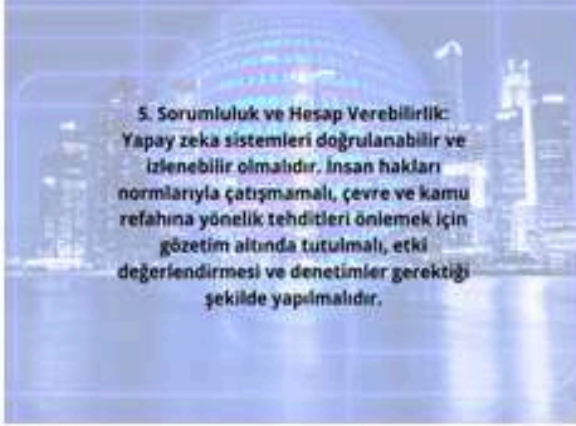 5. Sorumluluk ve Hesap Verebilirlik:
Yapay zeka sistemleri doğrulanabilir ve
izlenebilir olmalıdır. İnsan hakları
normlarıyla çatışmamalı, çevre ve kamu
refahına yönelik tehditleri önlemek için
gözetim altında tutulmalı, etki
değerlendirmesi ve denetimler gerektiği
şekilde yapılmalıdır.